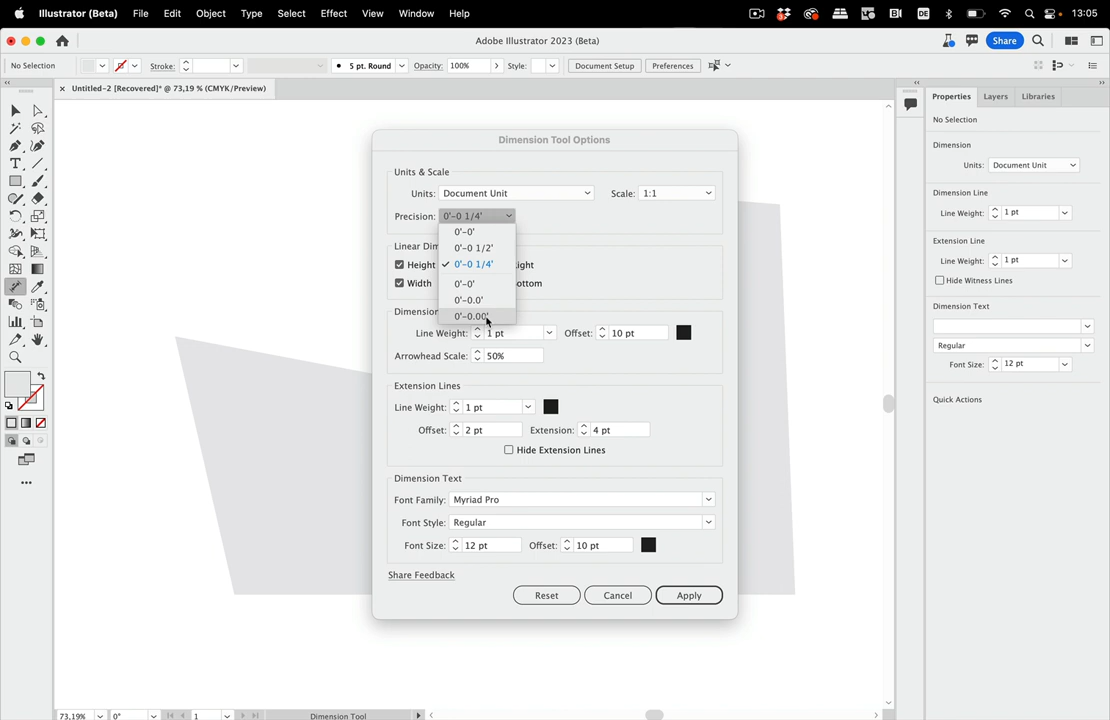 Illustrator (Beta) File Edit Object Type Select Effect View Window Help 3 DE 13:05
Adobe Illustrator 2023 (Beta) Share
No Selection Stroke: 5 pt. Round Opacity: 100% Style: Document Setup Preferences
× Untitled-2 [Recovered]* @ 73,19 % (CMYK/Preview)
Properties Layers Libraries
No Selection
Dimension
Units: Document Unit
Dimension Line
Line Weight: 1 pt
Extension Line
Line Weight: 1 pt
Hide Witness Lines
Dimension Text
Regular
Font Size: 12 pt
Quick Actions
Dimension Tool Options
Units & Scale
Units: Document Unit Scale: 1:1
Precision: 0'-0 1/4'
0'-0'
0'-0 1/2'
0'-0 1/4'
0'-0'
0'-0.0'
0'-0.00'
Linear Dim
Height ight
Width ottom
Dimension
Line Weight: 1 pt Offset: 10 pt
Arrowhead Scale: 50%
Extension Lines
Line Weight: 1 pt
Offset: 2 pt Extension: 4 pt
Hide Extension Lines
Dimension Text
Font Family: Myriad Pro
Font Style: Regular
Font Size: 12 pt Offset: 10 pt
Share Feedback
Reset Cancel Apply
73,19% 0° 1 Dimension Tool